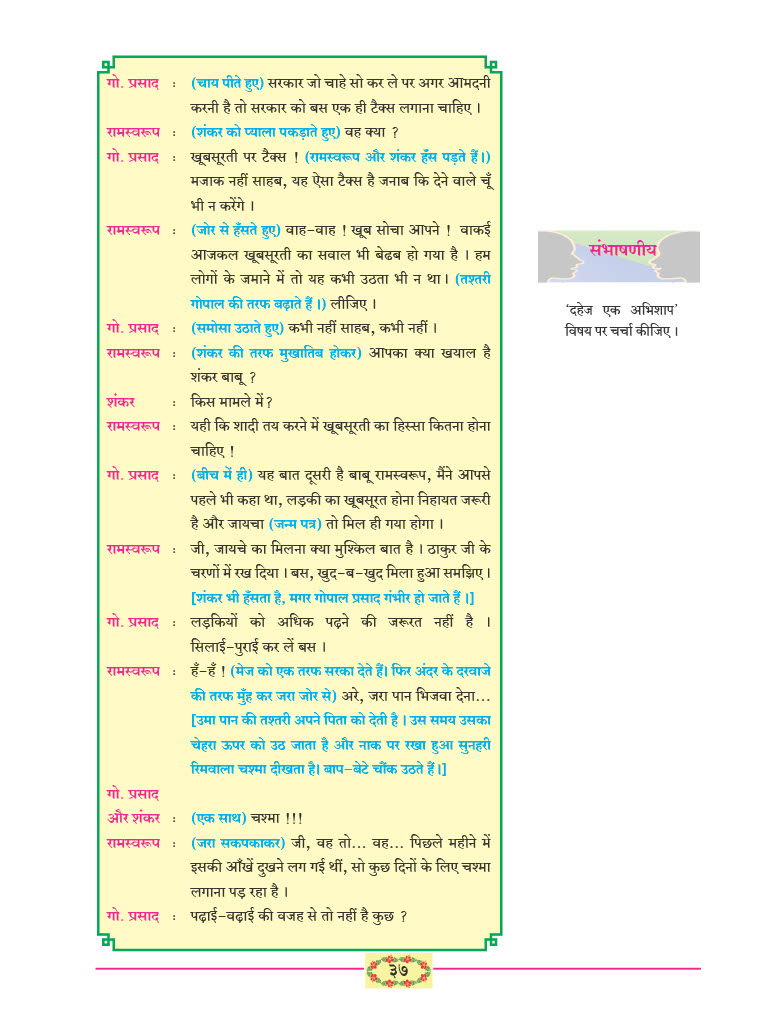 गो. प्रसाद : (चाय पीते हुए) सरकार जो चाहे सो कर ले पर अगर आमदनी
करनी है तो सरकार को बस एक ही टैक्स लगाना चाहिए ।
रामस्वरूप : (शंकर को प्याला पकड़ाते हुए) वह क्या ?
गो. प्रसाद : खूबसूरती पर टैक्स ! (रामस्वरूप और शंकर हँस पड़ते हैं।)
मजाक नहीं साहब, यह ऐसा टैक्स है जनाब कि देने वाले चूँ
भी न करेंगे ।
रामस्वरूप : (जोर से हँसते हुए) वाह-वाह ! खूब सोचा आपने ! वाकई
आजकल खूबसूरती का सवाल भी बेढब हो गया है । हम
लोगों के जमाने में तो यह कभी उठता भी न था। (तश्तरी
गोपाल की तरफ बढ़ाते हैं ।) लीजिए ।
गो. प्रसाद : (समोसा उठाते हुए) कभी नहीं साहब, कभी नहीं ।
रामस्वरूप : (शंकर की तरफ मुखातिब होकर) आपका क्या खयाल है
शंकर बाबू ?
शंकर : किस मामले में?
रामस्वरूप : यही कि शादी तय करने में खूबसूरती का हिस्सा कितना होना
चाहिए !
गो. प्रसाद : (बीच में ही) यह बात दूसरी है बाबू रामस्वरूप, मैंने आपसे
पहले भी कहा था, लड़की का खूबसूरत होना निहायत जरूरी
है और जायचा (जन्म पत्र) तो मिल ही गया होगा ।
रामस्वरूप : जी, जायचे का मिलना क्या मुश्किल बात है । ठाकुर जी के
चरणों में रख दिया । बस, खुद-ब-खुद मिला हुआ समझिए।
[शंकर भी हँसता है, मगर गोपाल प्रसाद गंभीर हो जाते हैं ।]
गो. प्रसाद : लड़कियों को अधिक पढ़ने की जरूरत नहीं है ।
सिलाई-पुराई कर लें बस ।
रामस्वरूप : हँ-हँ ! (मेज को एक तरफ सरका देते हैं। फिर अंदर के दरवाजे
की तरफ मुँह कर जरा जोर से) अरे, जरा पान भिजवा देना...
[उमा पान की तश्तरी अपने पिता को देती है । उस समय उसका
चेहरा ऊपर को उठ जाता है और नाक पर रखा हुआ सुनहरी
रिमवाला चश्मा दीखता है। बाप-बेटे चौंक उठते हैं।]
गो. प्रसाद
और शंकर : (एक साथ) चश्मा !!!
रामस्वरूप : (जरा सकपकाकर) जी, वह तो... वह... पिछले महीने में
इसकी आँखें दुखने लग गई थीं, सो कुछ दिनों के लिए चश्मा
लगाना पड़ रहा है ।
गो. प्रसाद : पढ़ाई-वढ़ाई की वजह से तो नहीं है कुछ ?
संभाषणीय
‘दहेज एक अभिशाप’
विषय पर चर्चा कीजिए ।
३७